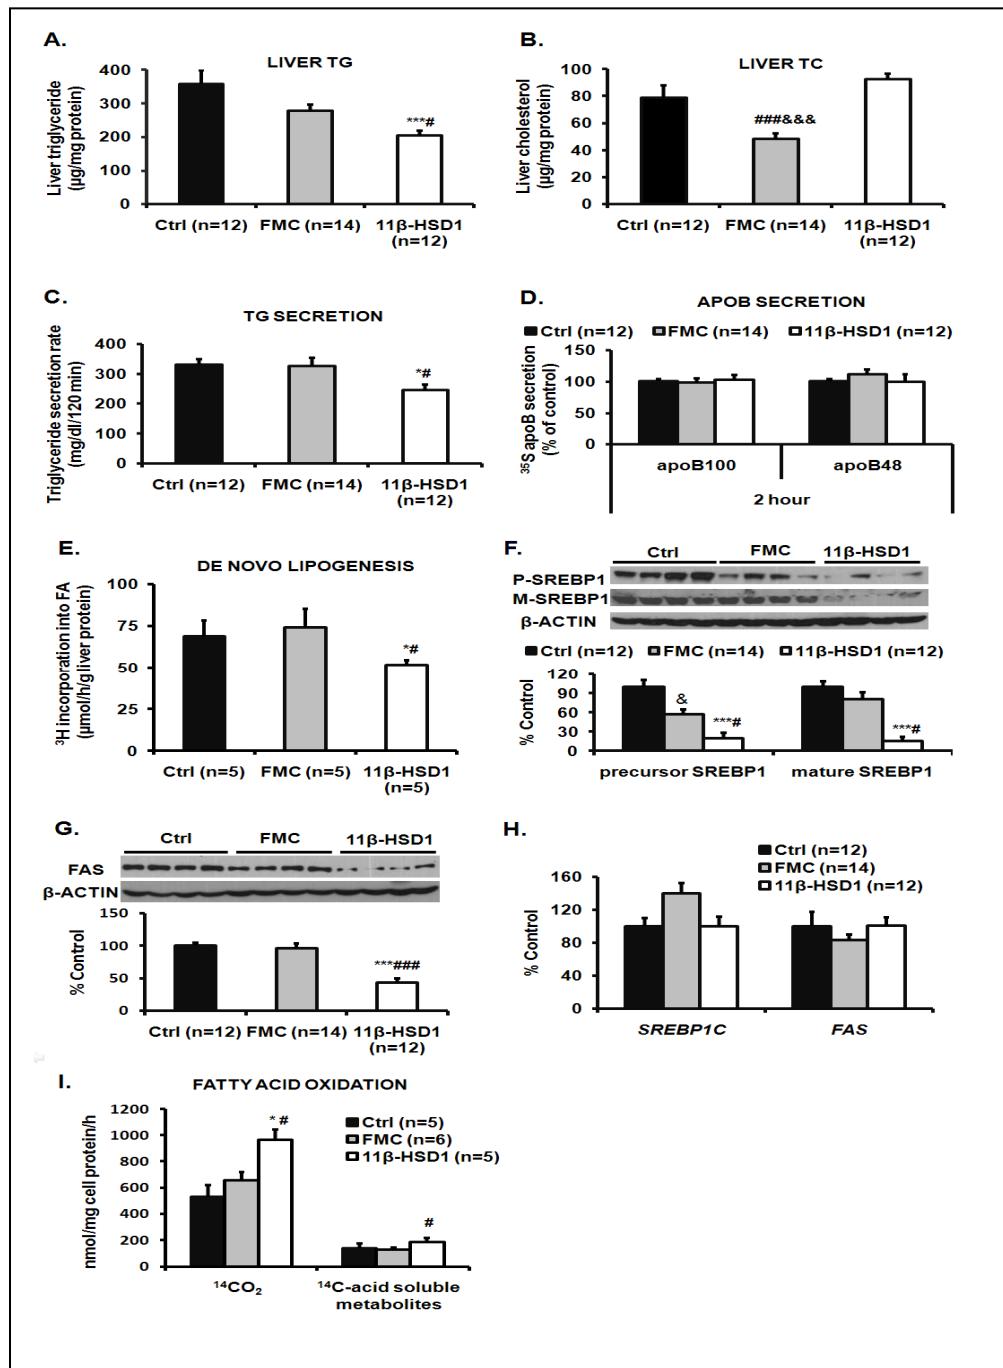 A.
LIVER TG
Liver triglyceride
(µg/mg protein)
400
300
200
100
0
***#
Ctrl (n=12) FMC (n=14) 11β-HSD1
(n=12)
B.
LIVER TC
Liver cholesterol
(µg/mg protein)
100
80
60
40
20
0
###&&&
Ctrl (n=12) FMC (n=14) 11β-HSD1
(n=12)
C.
TG SECRETION
Triglyceride secretion rate
(mg/dl/120 min)
400
300
200
100
0
*#
Ctrl (n=12) FMC (n=14) 11β-HSD1
(n=12)
D.
APOB SECRETION
Ctrl (n=12) FMC (n=14) 11β-HSD1 (n=12)
³⁵S apoB secretion
(% of control)
150
100
50
0
apoB100 apoB48
2 hour
E.
DE NOVO LIPOGENESIS
³H incorporation into FA
(µmol/h/g liver protein)
100
75
50
25
0
*#
Ctrl (n=5) FMC (n=5) 11β-HSD1
(n=5)
F.
Ctrl FMC 11β-HSD1
P-SREBP1
M-SREBP1
β-ACTIN
Ctrl (n=12) FMC (n=14) 11β-HSD1 (n=12)
% Control
120
90
60
30
0
&
***#
***#
precursor SREBP1 mature SREBP1
G.
Ctrl FMC 11β-HSD1
FAS
β-ACTIN
% Control
150
100
50
0
***###
Ctrl (n=12) FMC (n=14) 11β-HSD1
(n=12)
H.
Ctrl (n=12)
FMC (n=14)
11β-HSD1 (n=12)
% Control
160
120
80
40
0
SREBP1C FAS
I.
FATTY ACID OXIDATION
nmol/mg cell protein/h
1200
1000
800
600
400
200
0
* #
#
Ctrl (n=5)
FMC (n=6)
11β-HSD1 (n=5)
¹⁴CO₂ ¹⁴C-acid soluble
metabolites